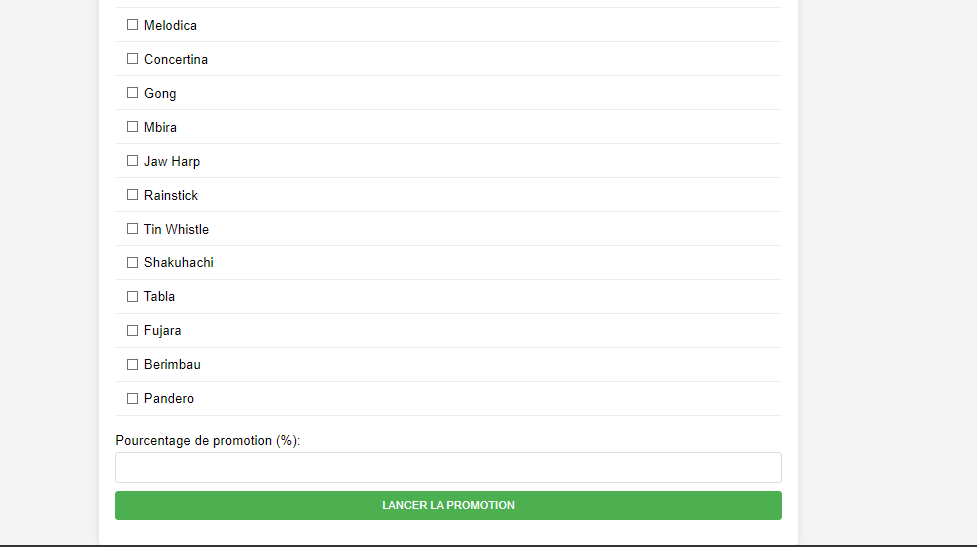 Melodica
Concertina
Gong
Mbira
Jaw Harp
Rainstick
Tin Whistle
Shakuhachi
Tabla
Fujara
Berimbau
Pandero
Pourcentage de promotion (%):
LANCER LA PROMOTION